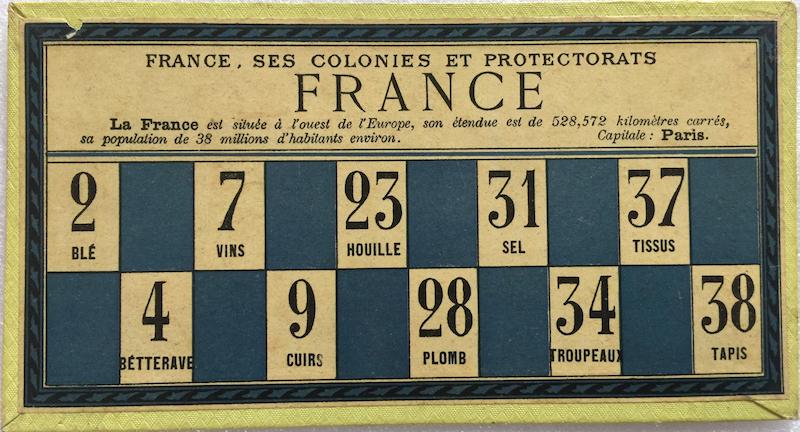 FRANCE, SES COLONIES ET PROTECTORATS
FRANCE
La France est située à l'ouest de l'Europe, son étendue est de 528,572 kilomètres carrés,
sa population de 38 millions d'habitants environ. Capitale : Paris.
2 7 23 31 37
BLÉ VINS HOUILLE SEL TISSUS
4 9 28 34 38
BÉTTERAVE CUIRS PLOMB TROUPEAUX TAPIS